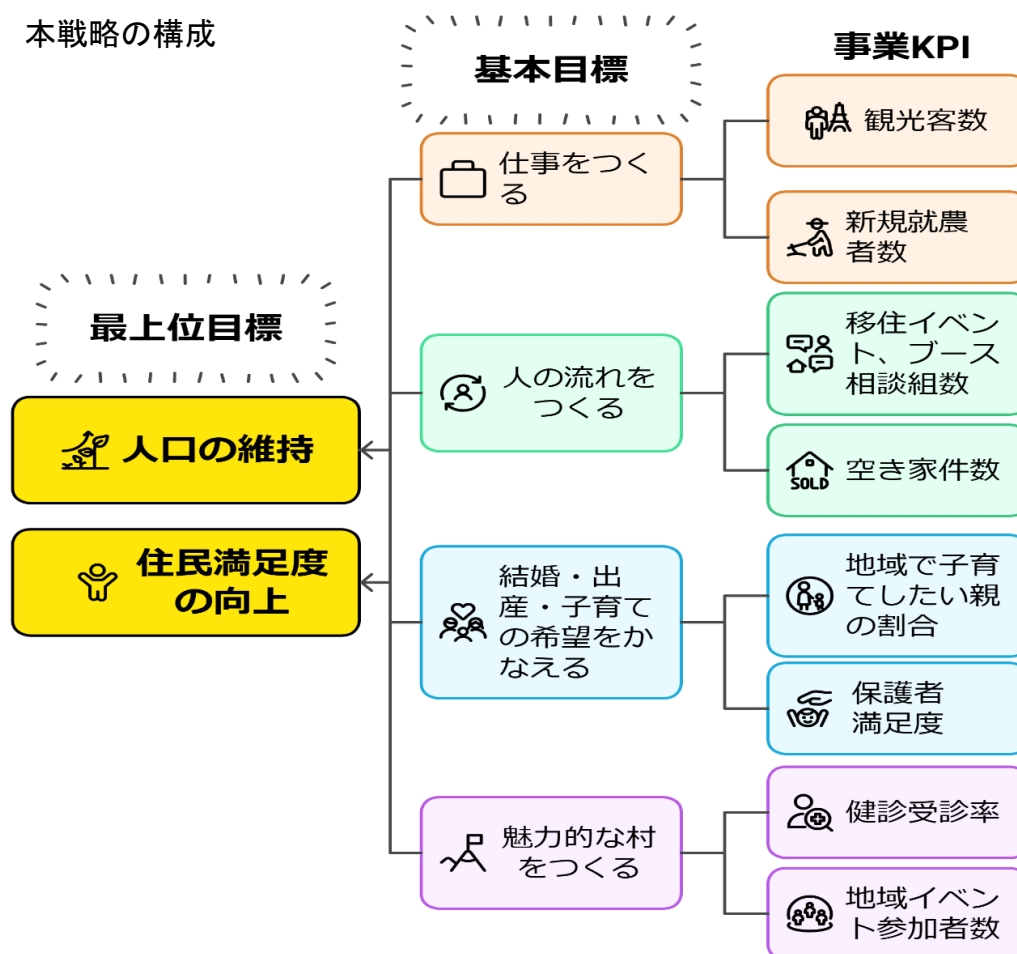 本戦略の構成
基本目標
事業KPI
最上位目標
人口の維持
住民満足度
の向上
仕事をつく
る
観光客数
新規就農
者数
人の流れを
つくる
移住イベン
ト、ブース
相談組数
SOLD
空き家件数
結婚・出
産・子育て
の希望をか
なえる
地域で子育
てしたい親
の割合
保護者
満足度
魅力的な村
をつくる
健診受診率
地域イベン
ト参加者数